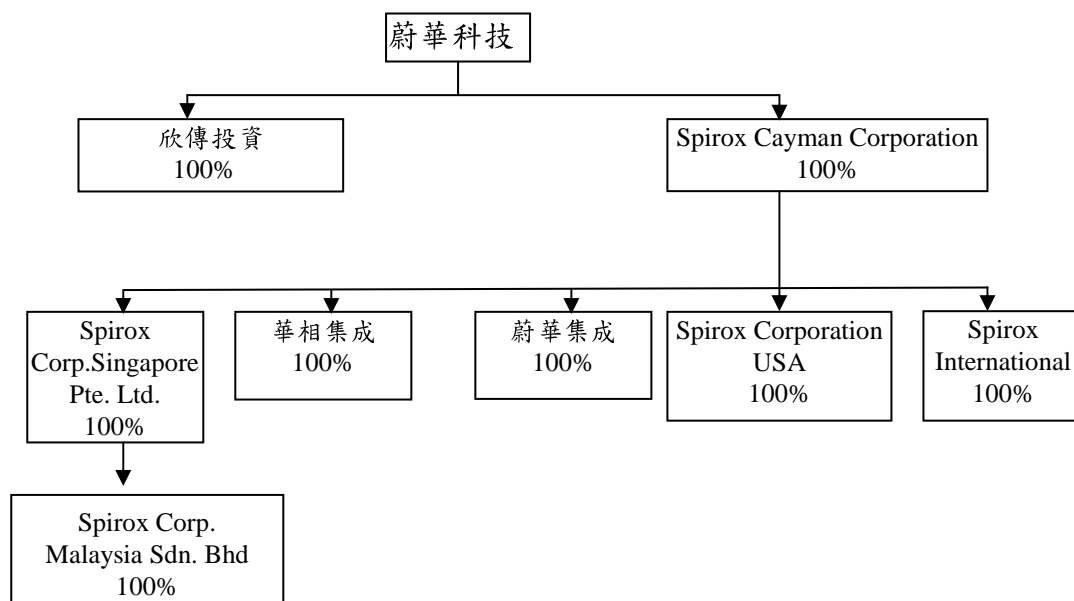 蔚華科技
欣傳投資
100%
Spirox Cayman Corporation
100%
Spirox
Corp.Singapore
Pte. Ltd.
100%
華相集成
100%
蔚華集成
100%
Spirox Corporation
USA
100%
Spirox
International
100%
Spirox Corp.
Malaysia Sdn. Bhd
100%